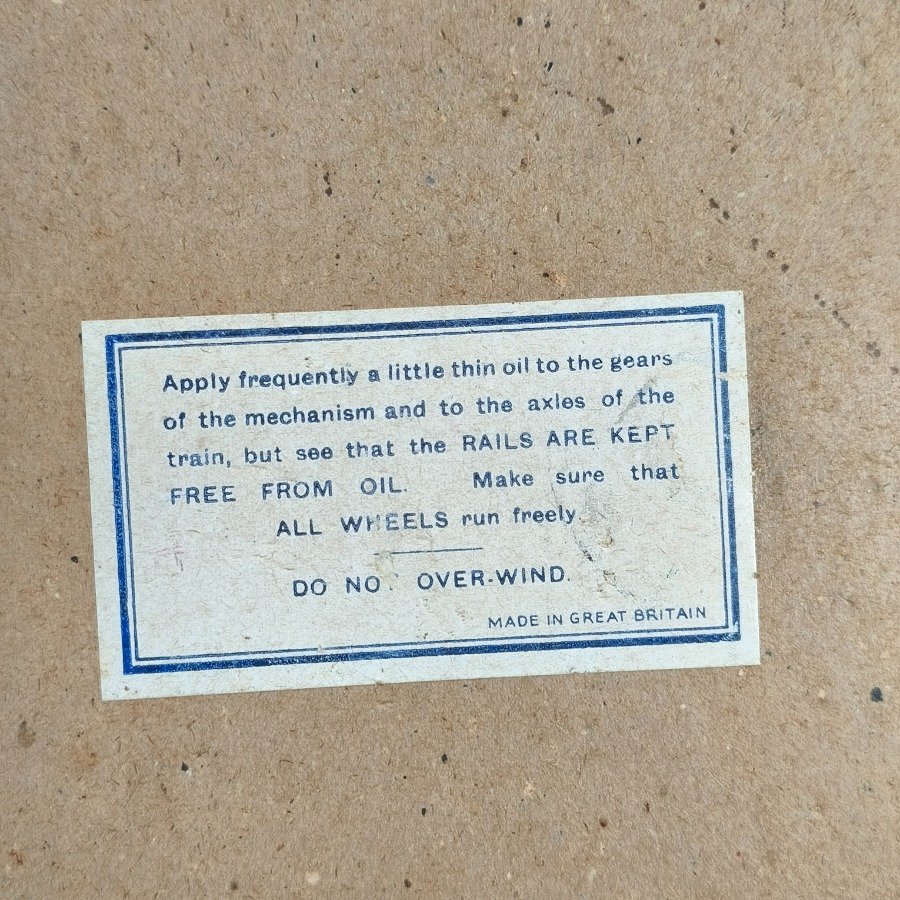 Apply frequently a little thin oil to the gears
of the mechanism and to the axles of the
train, but see that the RAILS ARE KEPT
FREE FROM OIL. Make sure that
ALL WHEELS run freely
DO NOT OVER-WIND.
MADE IN GREAT BRITAIN